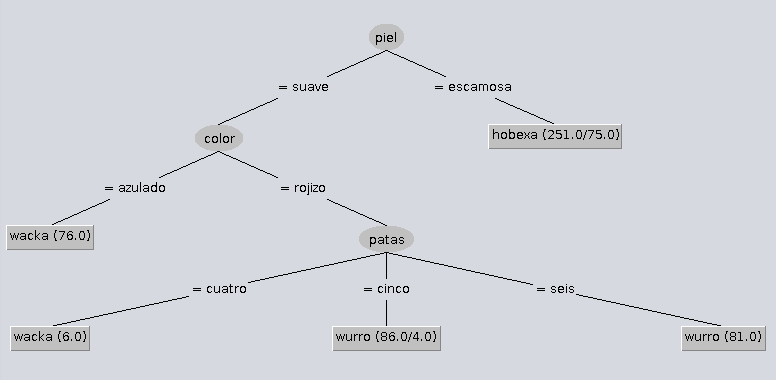 piel
= suave
= escamosa
color
hobexa (251.0/75.0)
= azulado
= rojizo
wacka (76.0)
patas
= cuatro
= cinco
= seis
wacka (6.0)
wurro (86.0/4.0)
wurro (81.0)